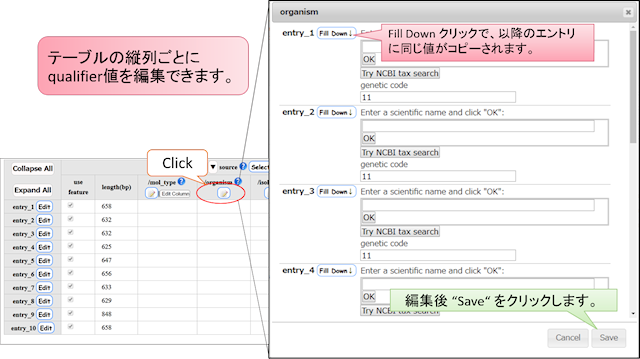 テーブルの縦列ごとに
qualifier値を編集できます。
Click
Collapse All
Expand All
▼ source ? Selec
use feature
length(bp)
/mol_type ?
Edit Column
/organism ?
/isol
entry_1 Edit 658
entry_2 Edit 632
entry_3 Edit 632
entry_4 Edit 625
entry_5 Edit 647
entry_6 Edit 656
entry_7 Edit 633
entry_8 Edit 629
entry_9 Edit 848
entry_10 Edit 658
organism
entry_1 Fill Down↓
Fill Down クリックで、以降のエントリ
に同じ値がコピーされます。
OK
Try NCBI tax search
genetic code
11
entry_2 Fill Down↓ Enter a scientific name and click "OK":
OK
Try NCBI tax search
genetic code
11
entry_3 Fill Down↓ Enter a scientific name and click "OK":
OK
Try NCBI tax search
genetic code
11
entry_4 Fill Down↓ Enter a scientific name and click "OK":
OK
編集後 “Save“ をクリックします。
Cancel
Save